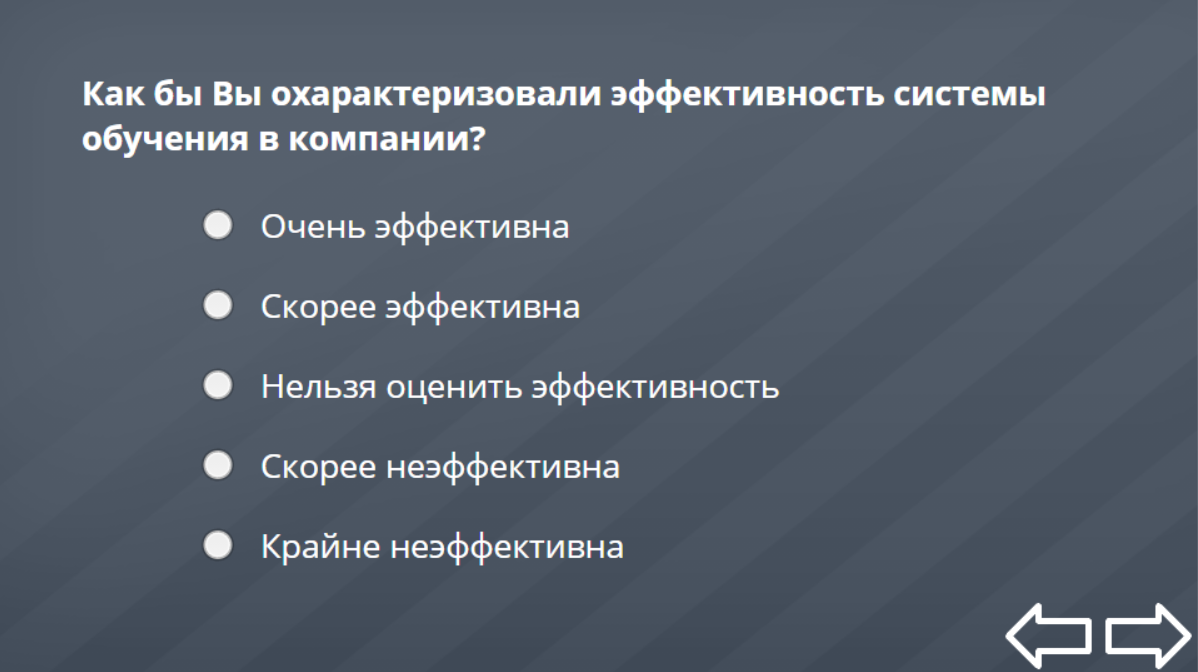 Как бы Вы охарактеризовали эффективность системы
обучения в компании?
Очень эффективна
Скорее эффективна
Нельзя оценить эффективность
Скорее неэффективна
Крайне неэффективна